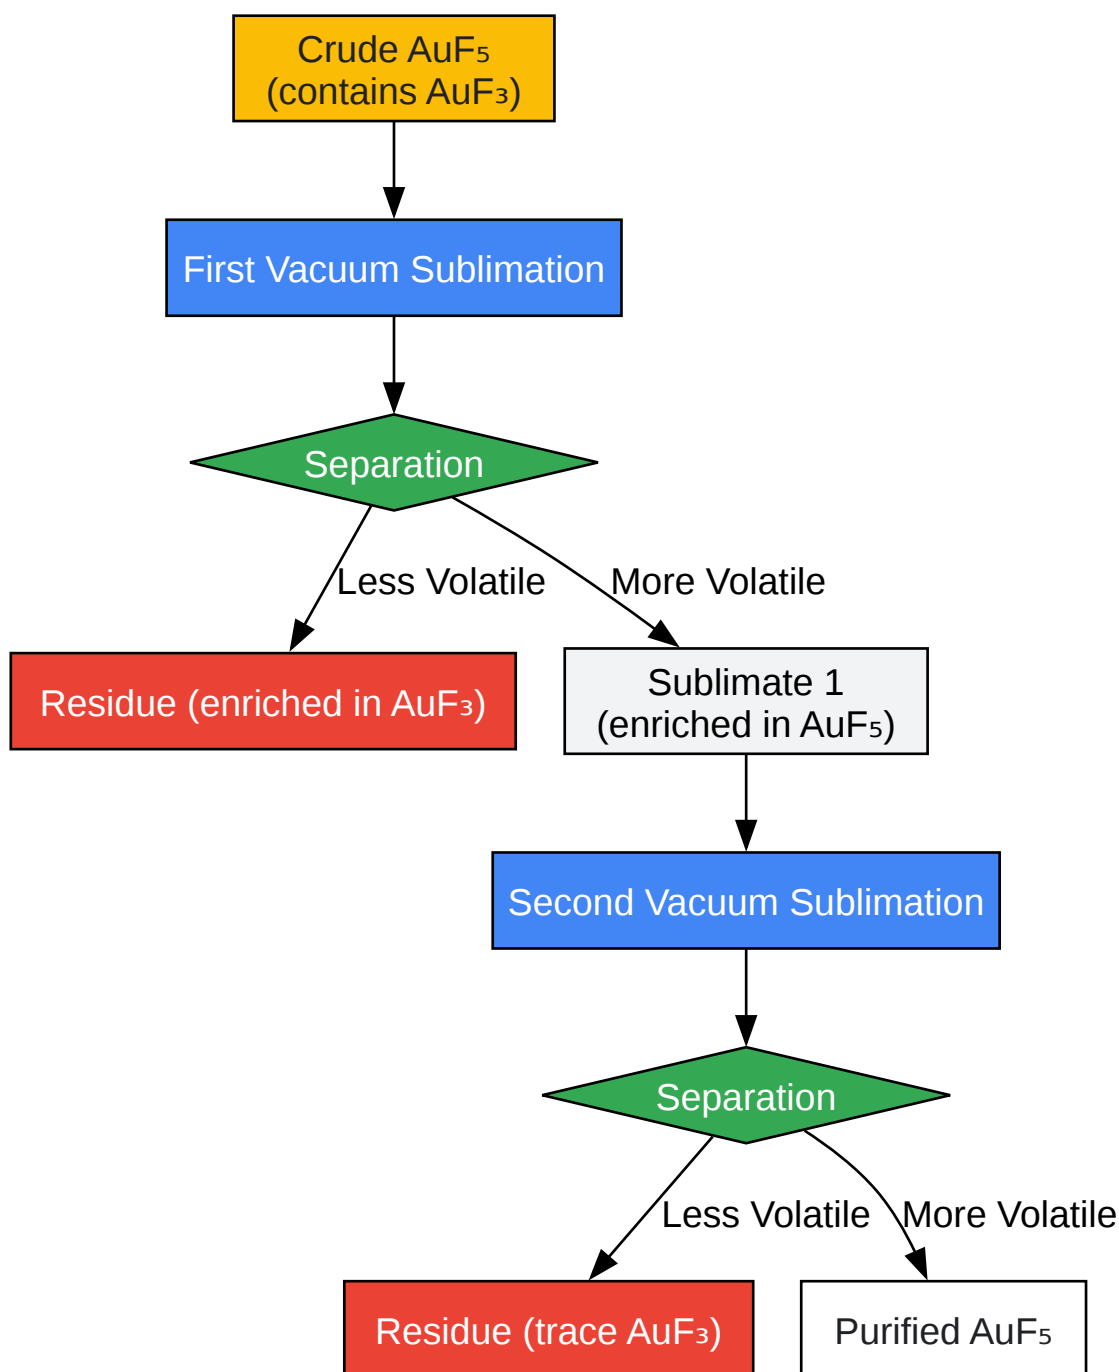 Crude AuF₅
(contains AuF₃)
First Vacuum Sublimation
Separation
Less Volatile
More Volatile
Residue (enriched in AuF₃)
Sublimate 1
(enriched in AuF₅)
Second Vacuum Sublimation
Separation
Less Volatile
More Volatile
Residue (trace AuF₃)
Purified AuF₅